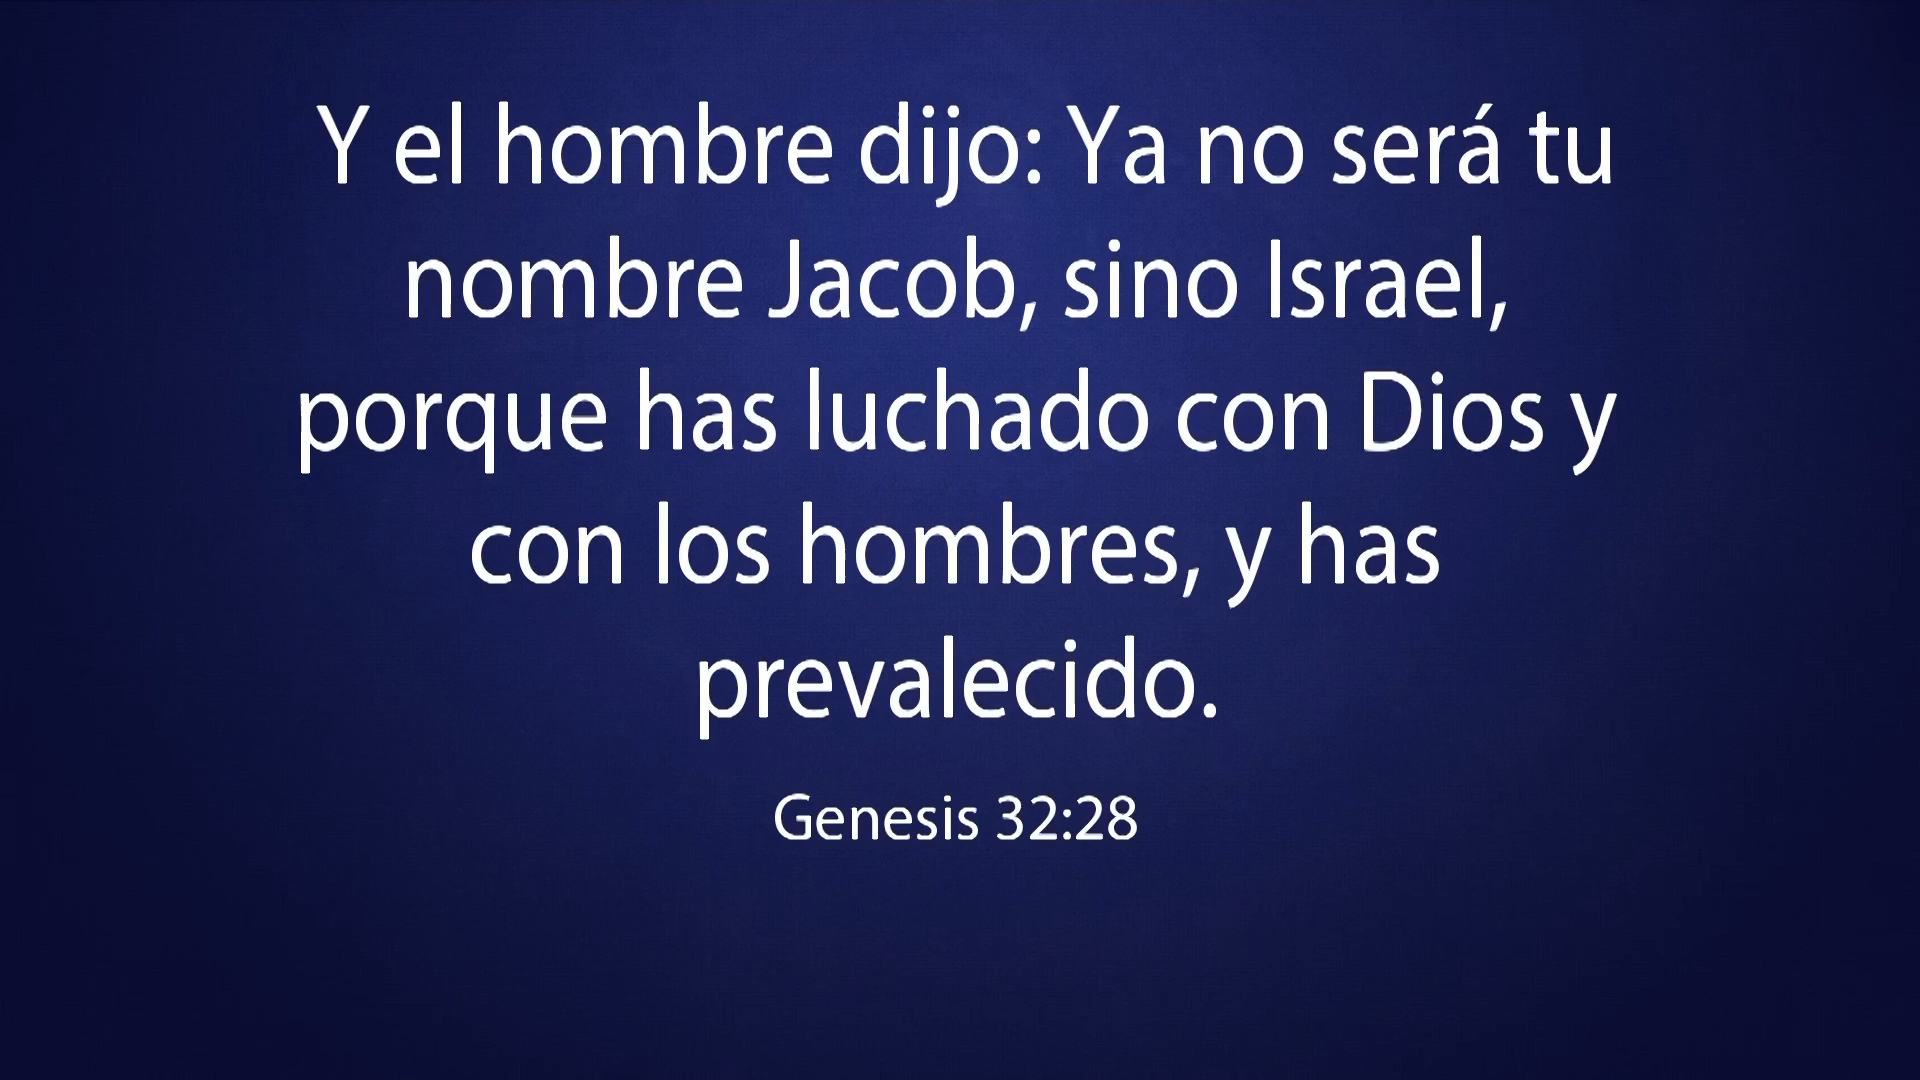 Y el hombre dijo: Ya no será tu
nombre Jacob, sino Israel,
porque has luchado con Dios y
con los hombres, y has
prevalecido.
Genesis 32:28